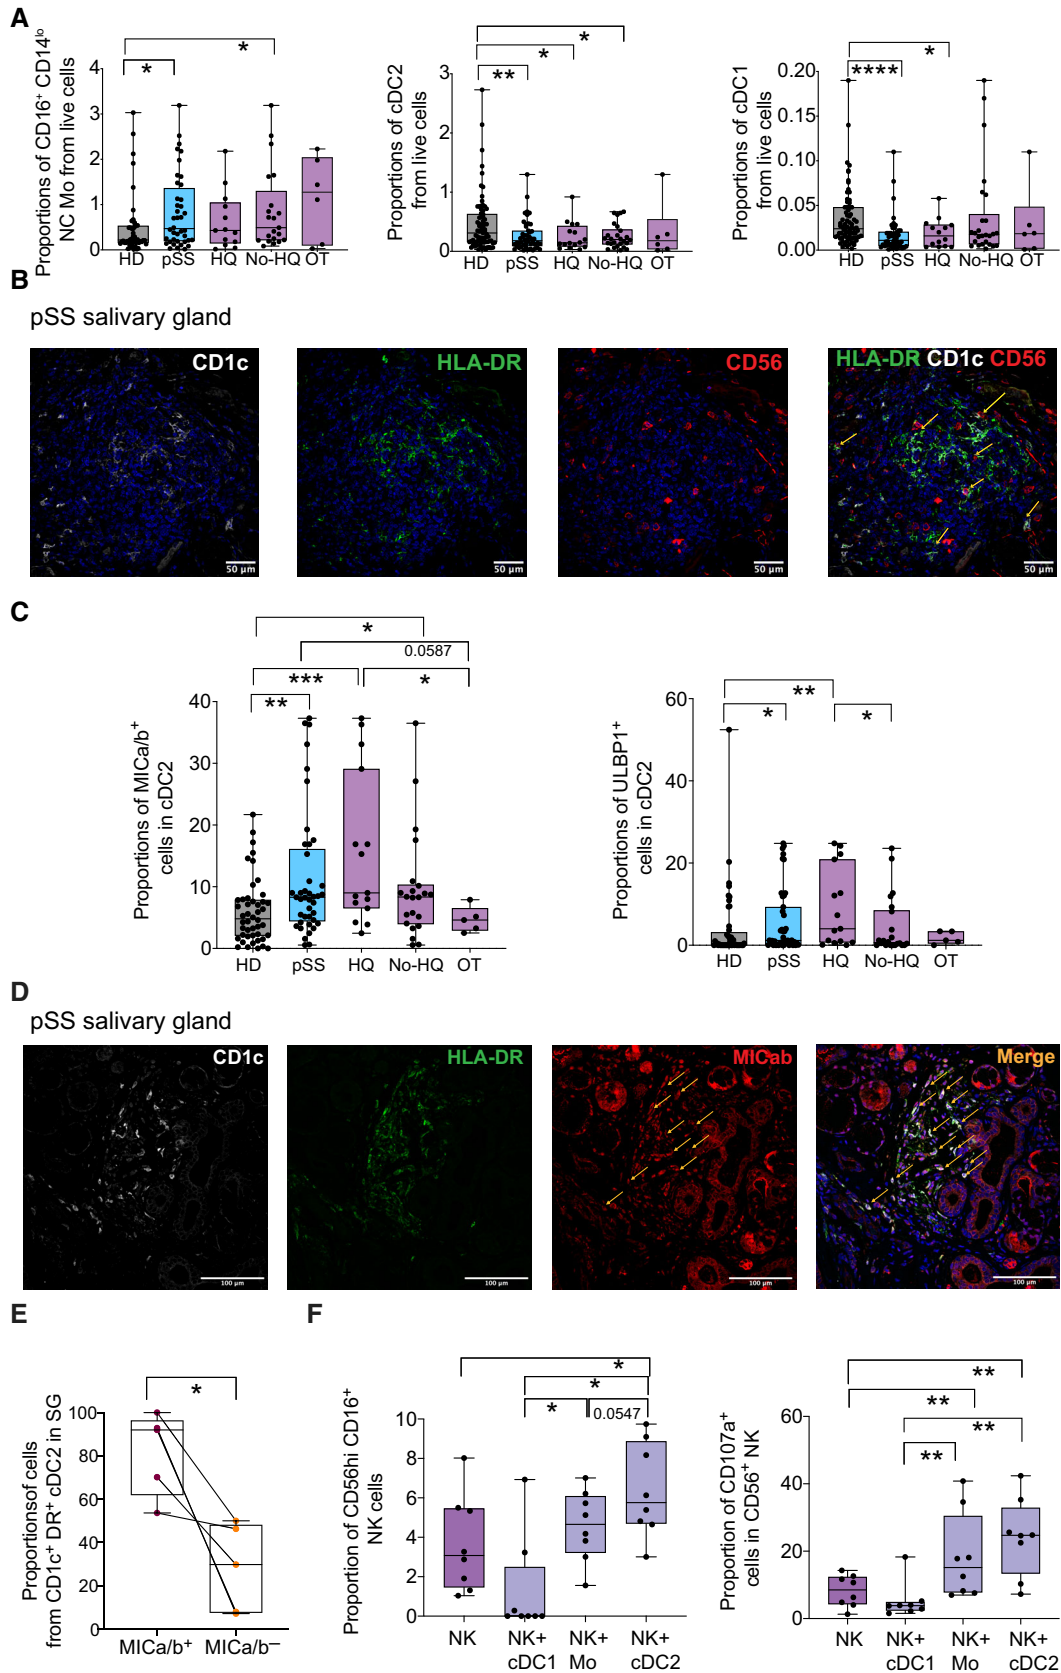 A
Proportions of CD16+ CD14lo
NC Mo from live cells
4
3
2
1
0
*
*
HD
pSS
HQ
No-HQ
OT
Proportions of cDC2
from live cells
3
2
1
0
**
*
*
HD
pSS
HQ
No-HQ
OT
Proportions of cDC1
from live cells
0.20
0.15
0.10
0.05
0.00
****
*
HD
pSS
HQ
No-HQ
OT
B
pSS salivary gland
CD1c
50 µm
HLA-DR
50 µm
CD56
50 µm
HLA-DR CD1c CD56
50 µm
C
Proportions of MICa/b+
cells in cDC2
40
30
20
10
0
*
0.0587
***
*
**
HD
pSS
HQ
No-HQ
OT
Proportions of ULBP1+
cells in cDC2
60
40
20
0
**
*
*
HD
pSS
HQ
No-HQ
OT
D
pSS salivary gland
CD1c
100 µm
HLA-DR
100 µm
MICab
100 µm
Merge
100 µm
E
Proportionsof cells
from CD1c+ DR+ cDC2 in SG
100
80
60
40
20
0
*
MICa/b+
MICa/b−
F
Proportion of CD56hi CD16+
NK cells
10
8
6
4
2
0
*
*
*
0.0547
NK
NK+
cDC1
NK+
Mo
NK+
cDC2
Proportion of CD107a+
cells in CD56+ NK
60
40
20
0
**
**
**
**
NK
NK+
cDC1
NK+
Mo
NK+
cDC2